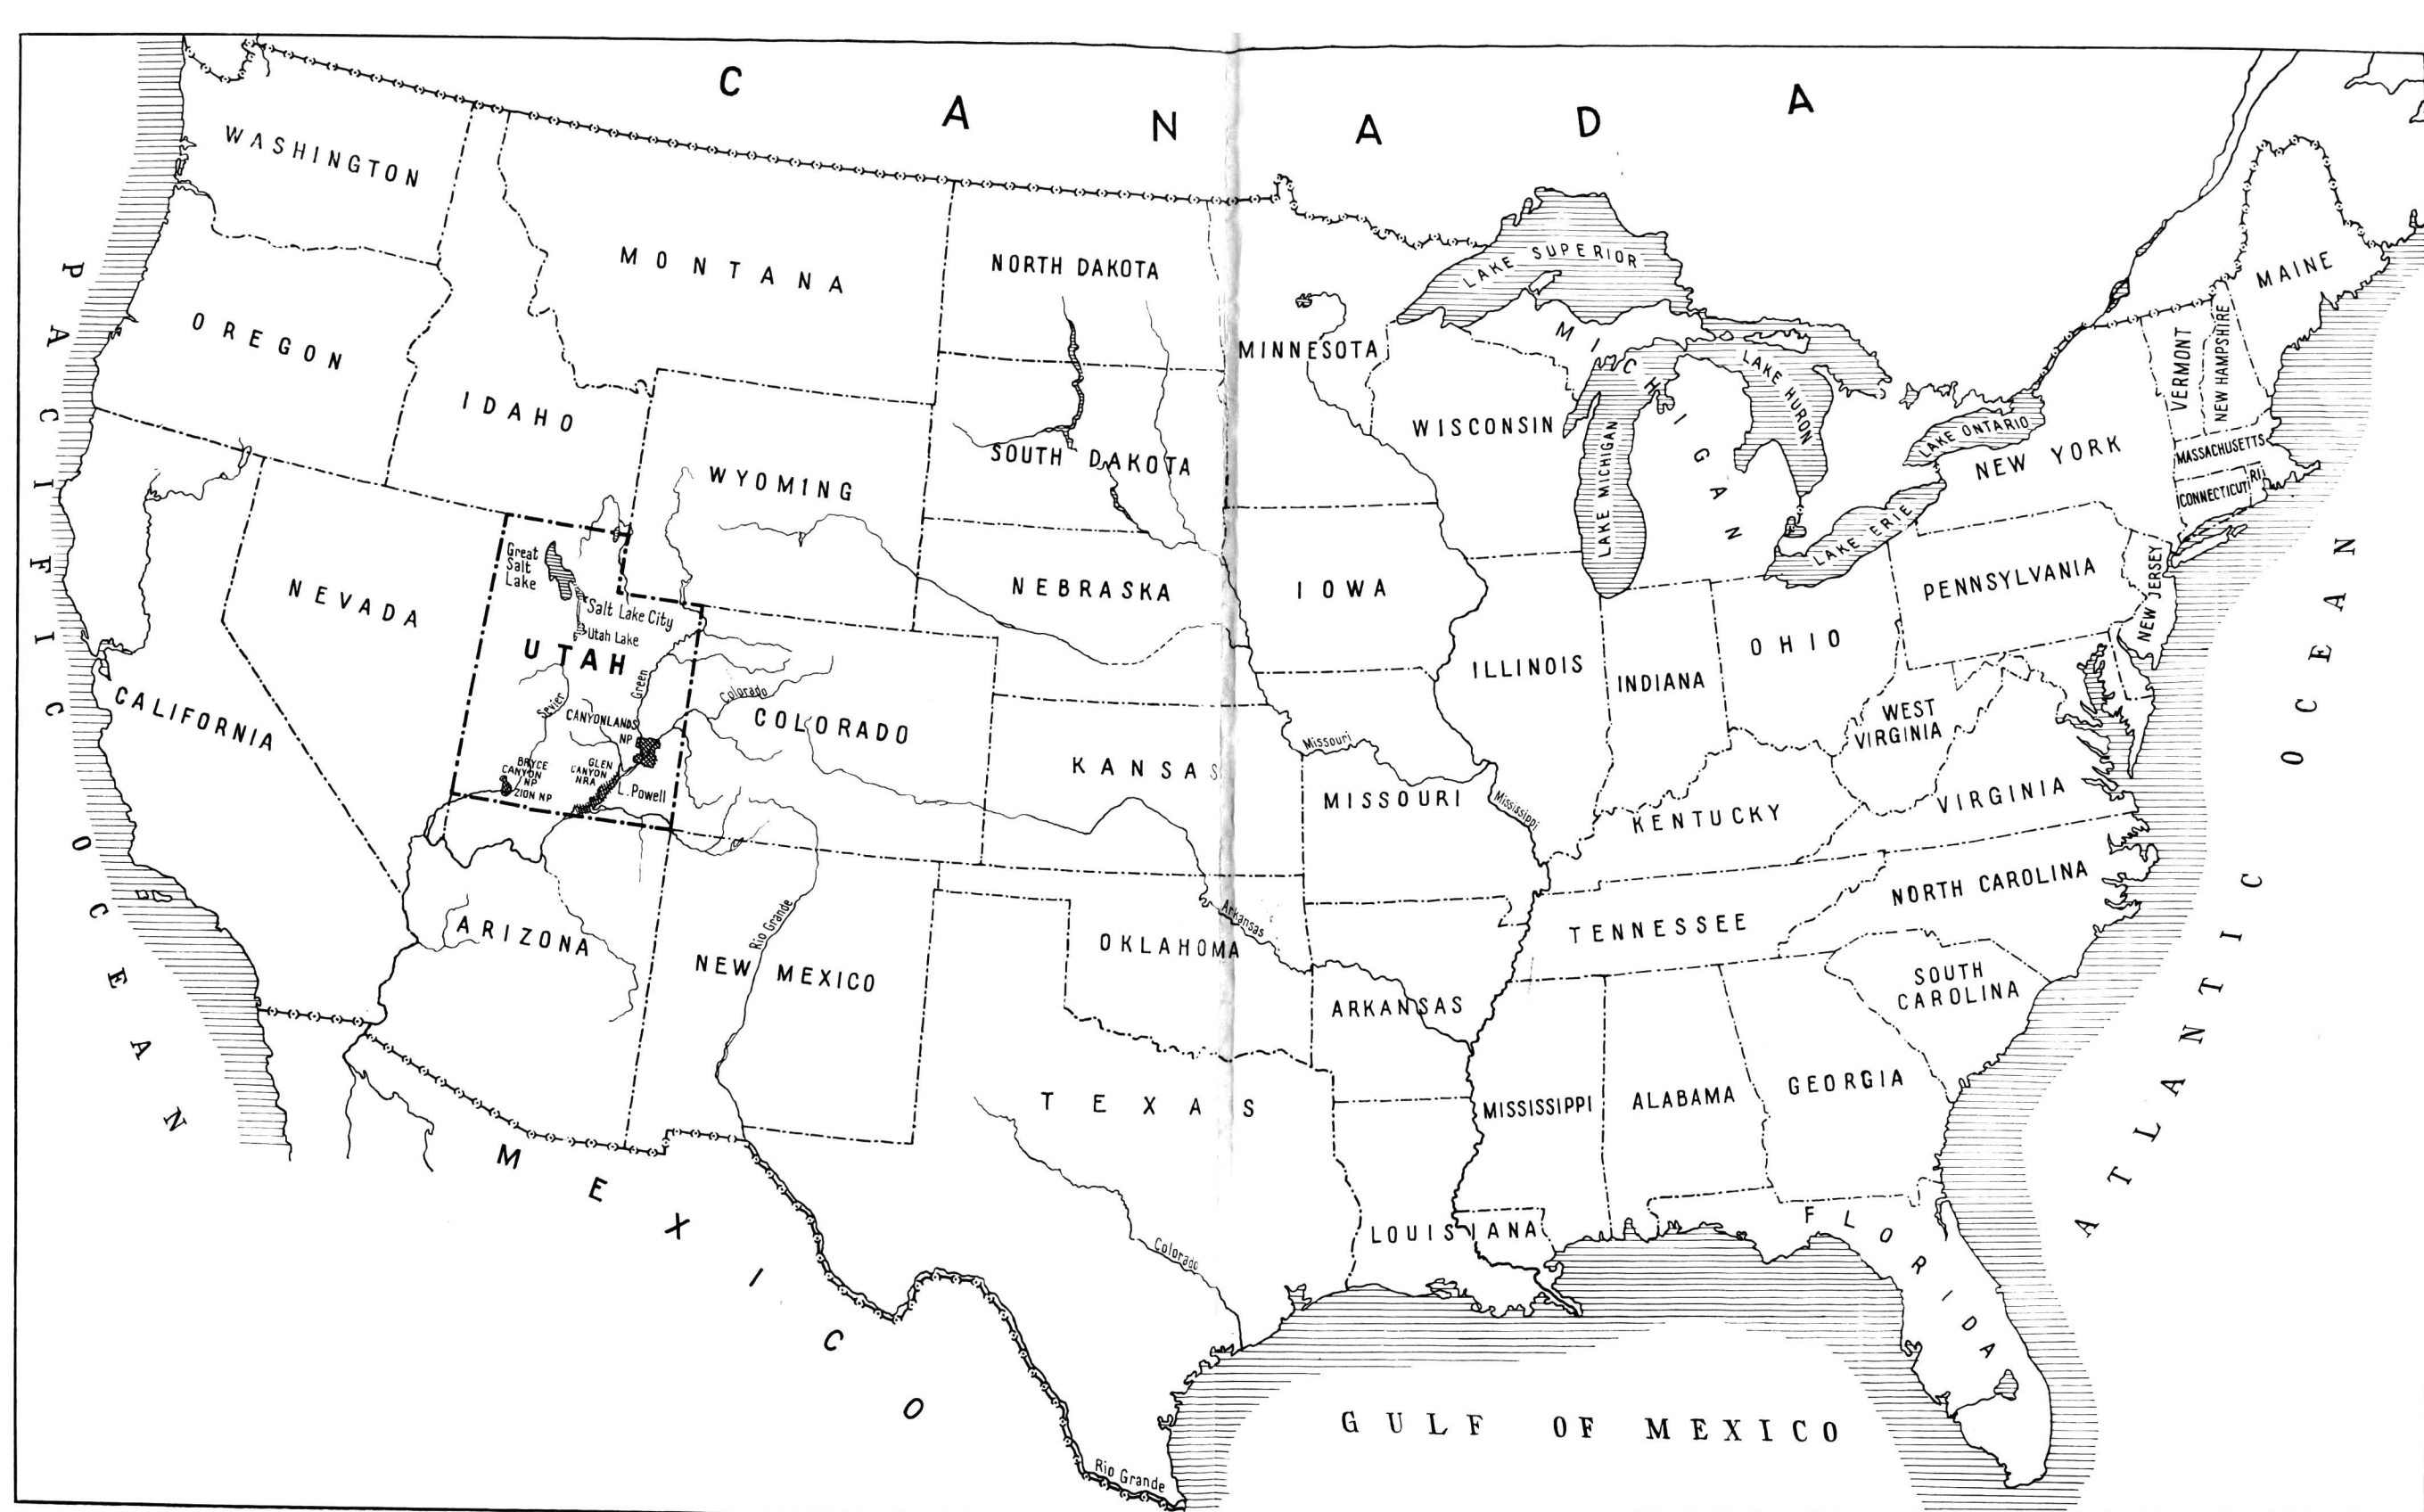 CANADA
PACIFIC OCEAN
WASHINGTON
MONTANA
NORTH DAKOTA
OREGON
IDAHO
MINNESOTA
LAKE SUPERIOR
MICHIGAN
LAKE HURON
LAKE MICHIGAN
WISCONSIN
LAKE ONTARIO
LAKE ERIE
MAINE
VERMONT
NEW HAMPSHIRE
MASSACHUSETTS
CONNECTICUT
RI
NEW YORK
WYOMING
SOUTH DAKOTA
NEBRASKA
IOWA
PENNSYLVANIA
NEW JERSEY
NEVADA
Great
Salt
Lake
Salt Lake City
Utah Lake
UTAH
Green
Sevier
CANYONLANDS
NP
BRYCE
CANYON
NP
ZION NP
GLEN
CANYON
NRA
L. Powell
CALIFORNIA
Colorado
COLORADO
KANSAS
Missouri
MISSOURI
Mississippi
ILLINOIS
INDIANA
OHIO
WEST
VIRGINIA
VIRGINIA
KENTUCKY
NORTH CAROLINA
TENNESSEE
SOUTH
CAROLINA
ARIZONA
NEW MEXICO
Rio Grande
OKLAHOMA
Arkansas
ARKANSAS
TEXAS
Colorado
MISSISSIPPI
ALABAMA
GEORGIA
LOUISIANA
FLORIDA
MEXICO
Rio Grande
GULF OF MEXICO
ATLANTIC OCEAN